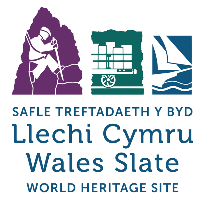 SAFLE TREFTADAETH Y BYD
Llechi Cymru
Wales Slate
WORLD HERITAGE SITE